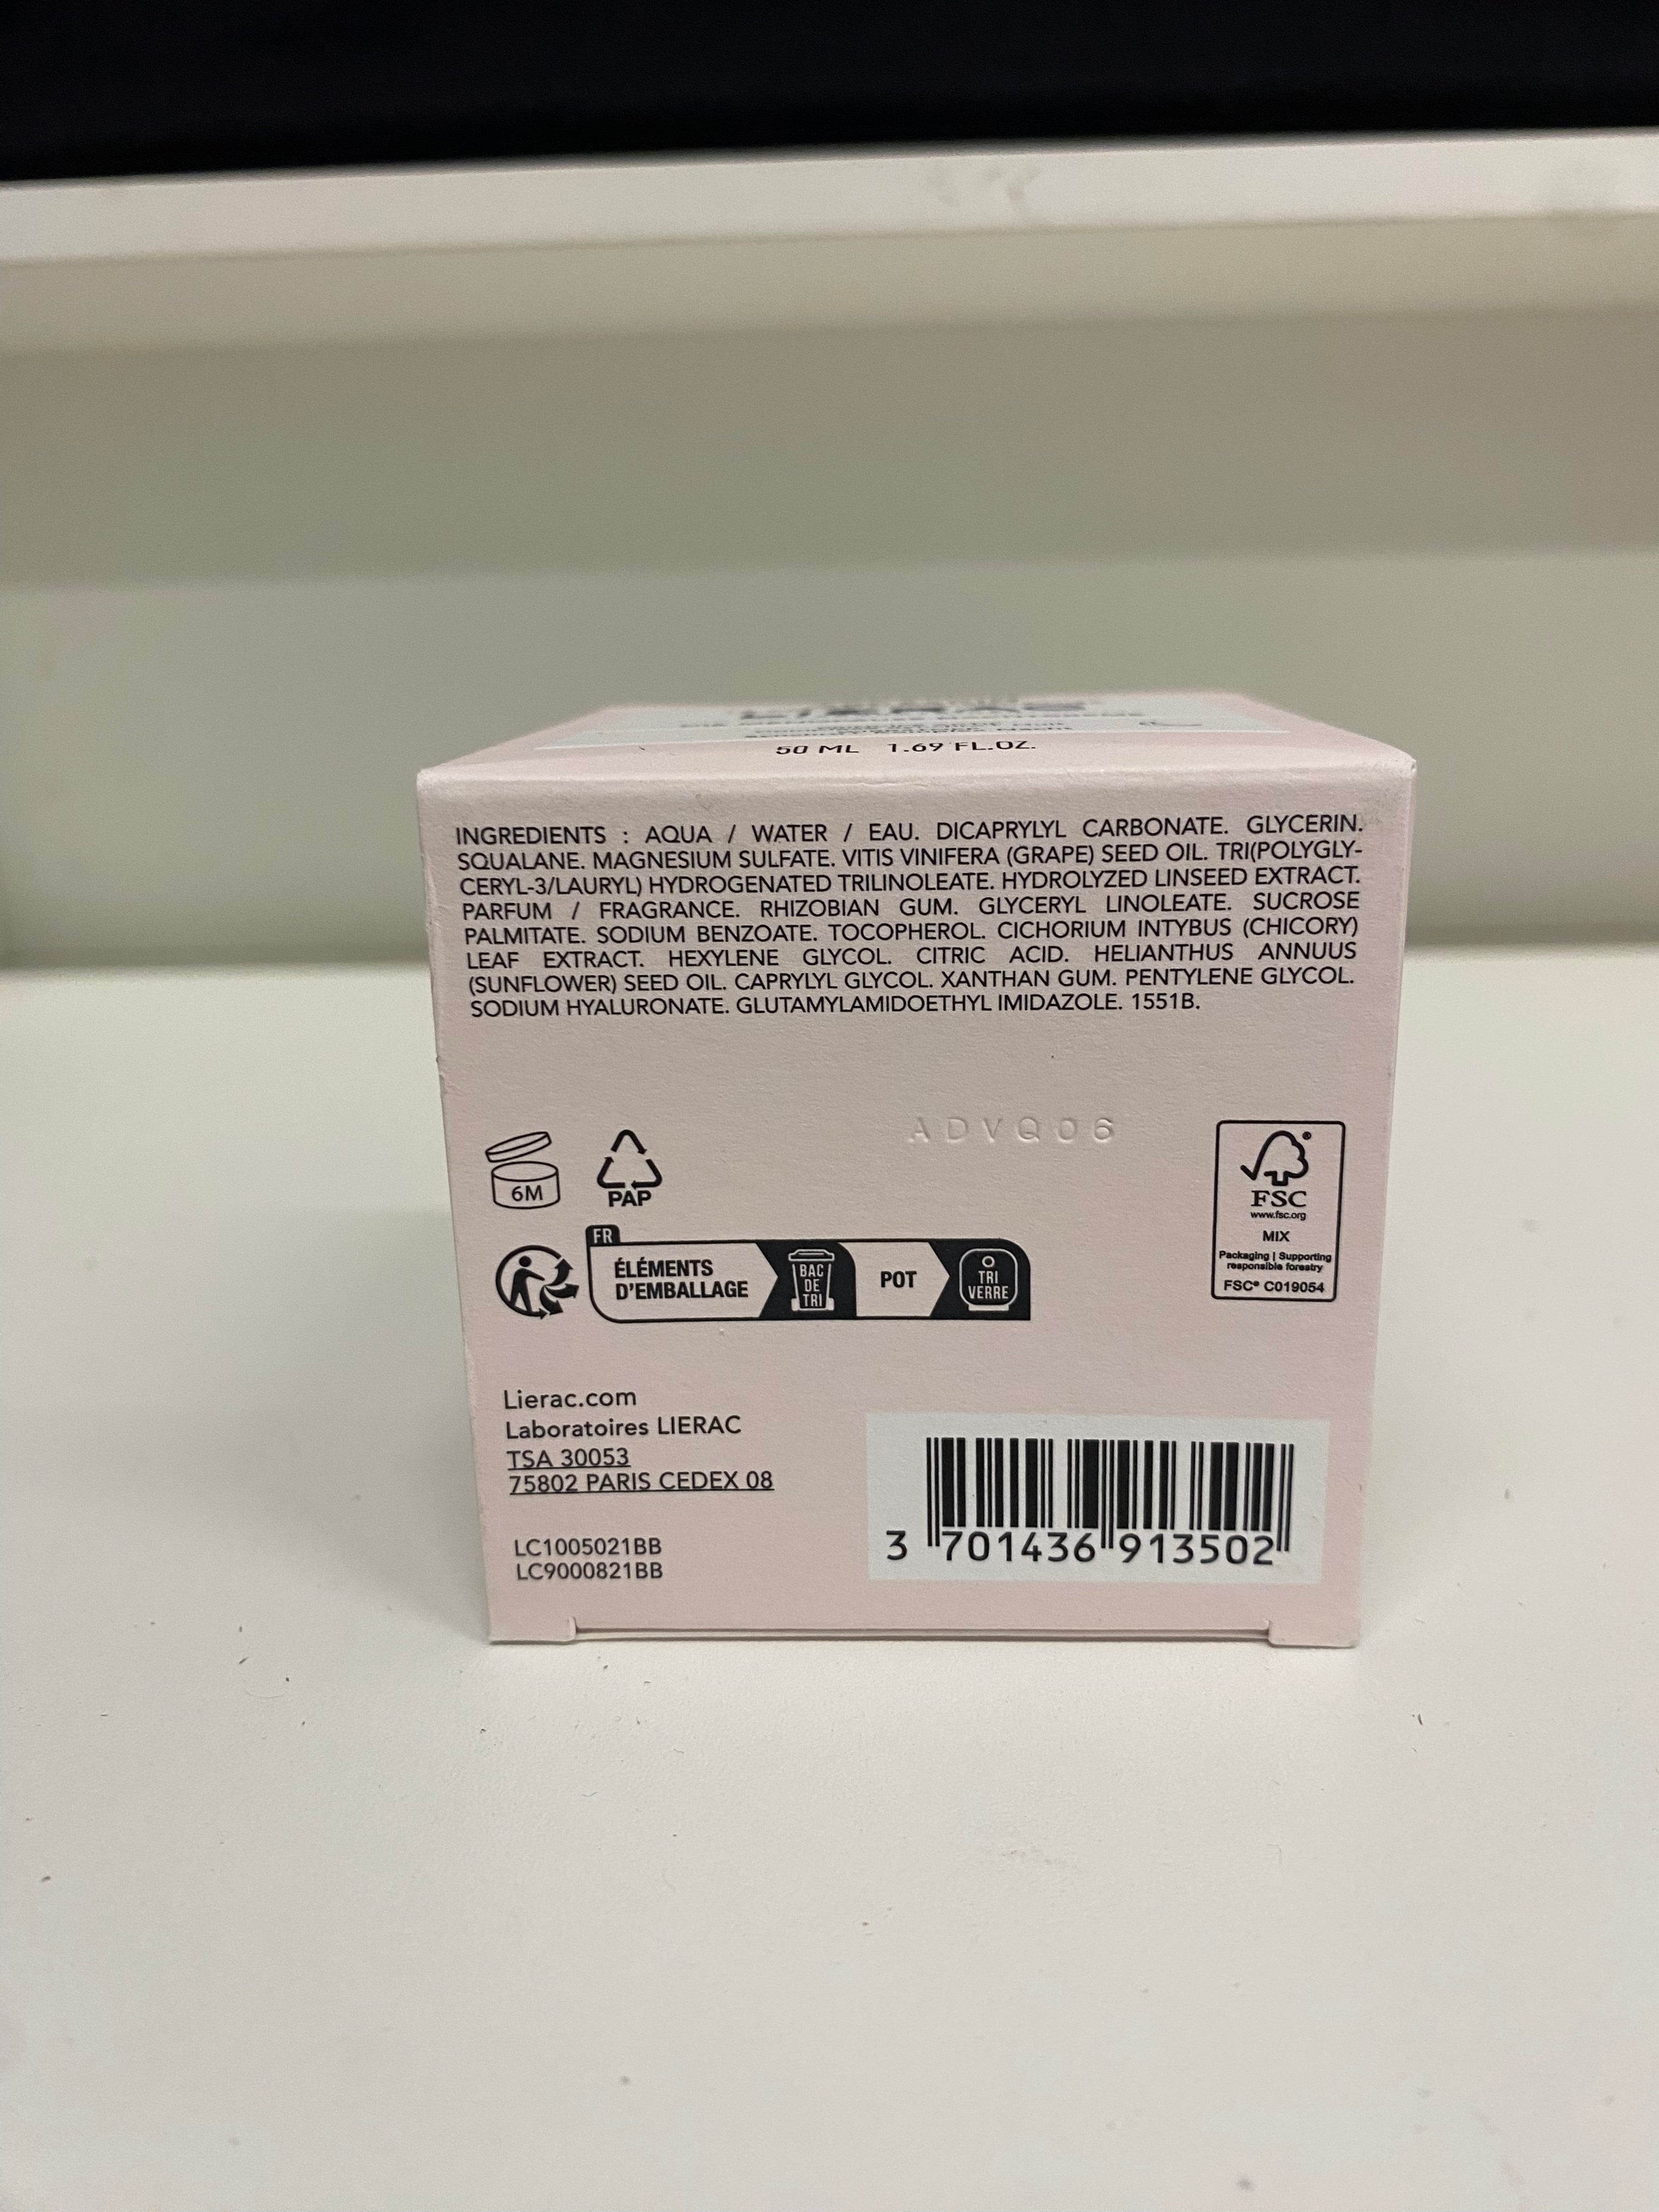 50 ML 1.69 FL.OZ.
INGREDIENTS : AQUA / WATER / EAU. DICAPRYLYL CARBONATE. GLYCERIN.
SQUALANE. MAGNESIUM SULFATE. VITIS VINIFERA (GRAPE) SEED OIL. TRI(POLYGLY-
CERYL-3/LAURYL) HYDROGENATED TRILINOLEATE. HYDROLYZED LINSEED EXTRACT.
PARFUM / FRAGRANCE. RHIZOBIAN GUM. GLYCERYL LINOLEATE. SUCROSE
PALMITATE. SODIUM BENZOATE. TOCOPHEROL. CICHORIUM INTYBUS (CHICORY)
LEAF EXTRACT. HEXYLENE GLYCOL. CITRIC ACID. HELIANTHUS ANNUUS
(SUNFLOWER) SEED OIL. CAPRYLYL GLYCOL. XANTHAN GUM. PENTYLENE GLYCOL.
SODIUM HYALURONATE. GLUTAMYLAMIDOETHYL IMIDAZOLE. 1551B.
ADVQ06
6M
PAP
FR
ÉLÉMENTS
D'EMBALLAGE
BAC
DE
TRI
POT
TRI
VERRE
FSC
www.fsc.org
MIX
Packaging | Supporting
responsible forestry
FSC® C019054
Lierac.com
Laboratoires LIERAC
TSA 30053
75802 PARIS CEDEX 08
LC1005021BB
LC9000821BB
3 701436 913502